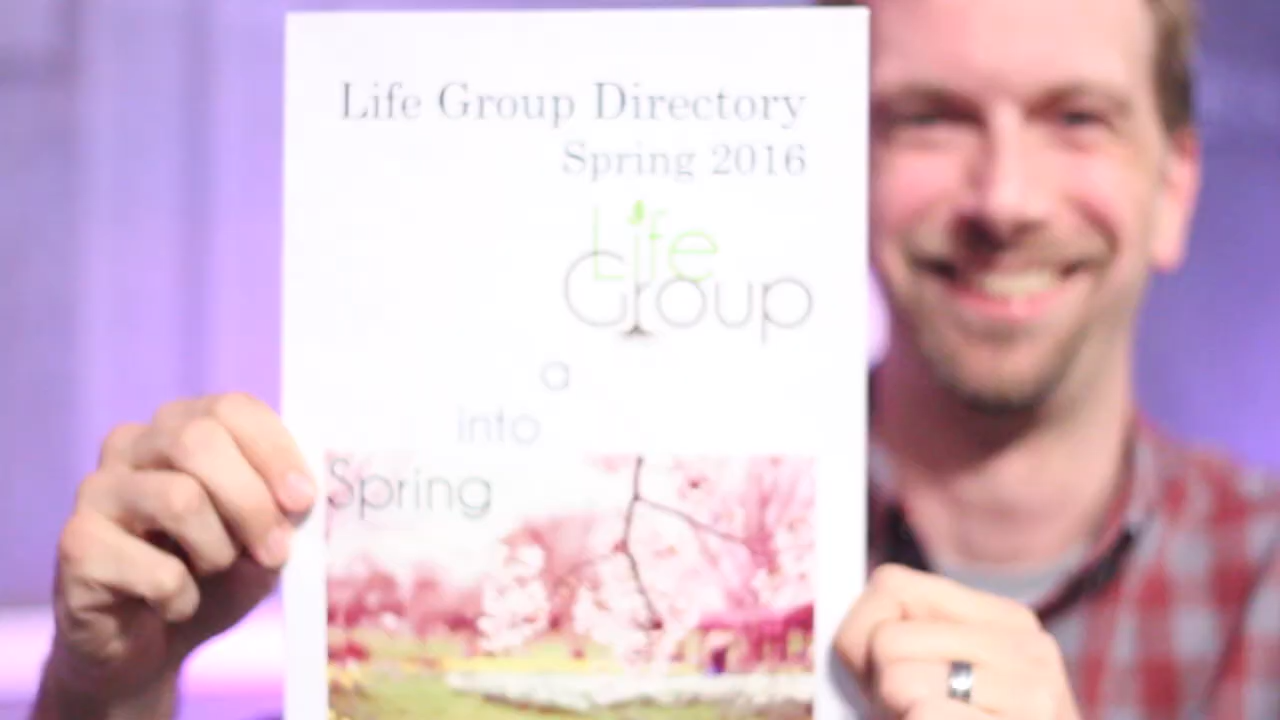 Life Group Directory
Spring 2016
Life
Group
a
into
Spring